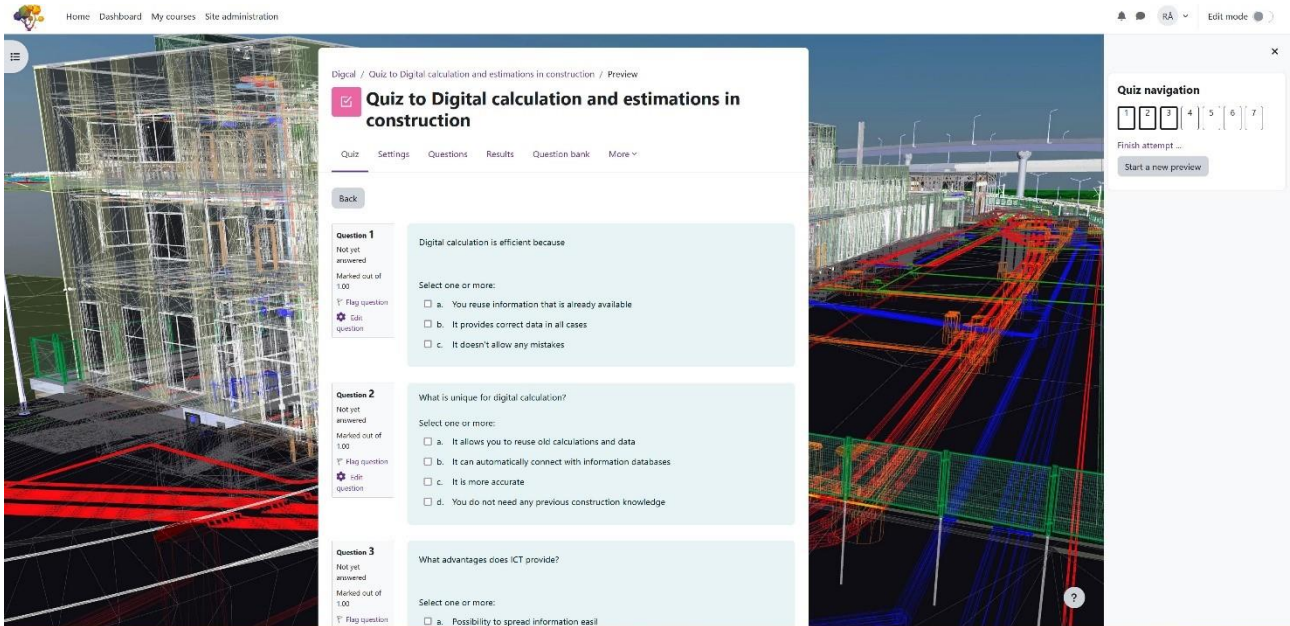 Home Dashboard My courses Site administration
RÅ
Edit mode
Digcal / Quiz to Digital calculation and estimations in construction / Preview
Quiz to Digital calculation and estimations in
construction
Quiz Settings Questions Results Question bank More
Back
Question 1
Not yet
answered
Marked out of
1.00
Flag question
Edit
question
Digital calculation is efficient because
Select one or more:
a. You reuse information that is already available
b. It provides correct data in all cases
c. It doesn't allow any mistakes
Question 2
Not yet
answered
Marked out of
1.00
Flag question
Edit
question
What is unique for digital calculation?
Select one or more:
a. It allows you to reuse old calculations and data
b. It can automatically connect with information databases
c. It is more accurate
d. You do not need any previous construction knowledge
Question 3
Not yet
answered
Marked out of
1.00
Flag question
What advantages does ICT provide?
Select one or more:
a. Possibility to spread information easil
Quiz navigation
1 2 3 4 5 6 7
Finish attempt ...
Start a new preview
?